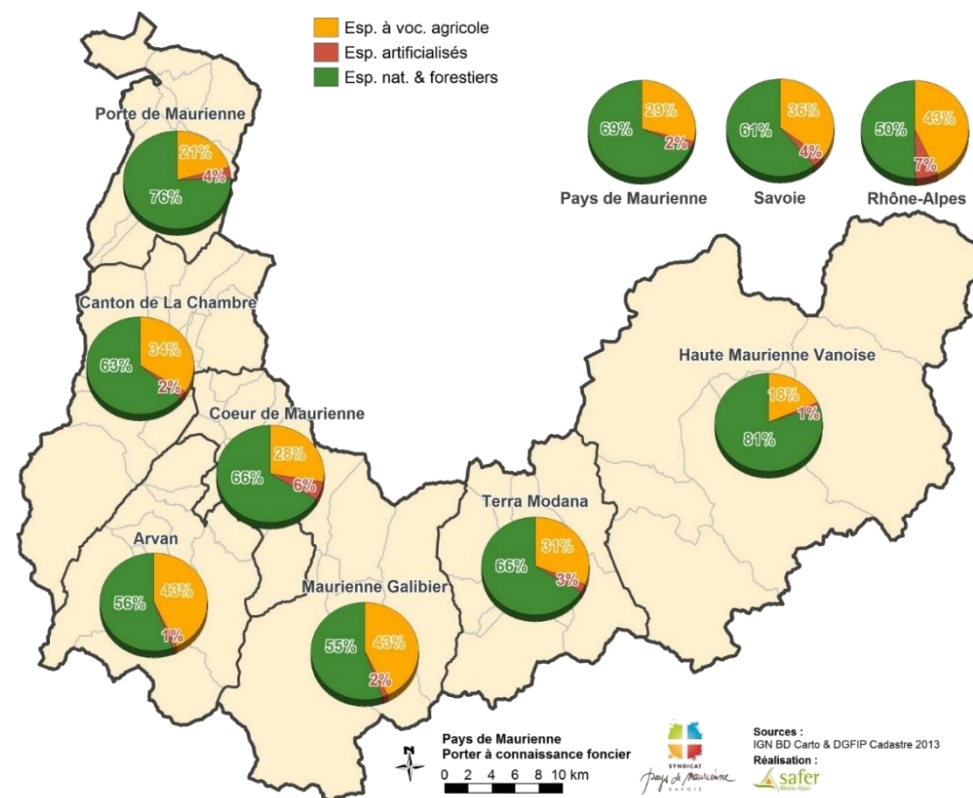 Esp. à voc. agricole
Esp. artificialisés
Esp. nat. & forestiers
29%
69%
2%
Pays de Maurienne
36%
61%
4%
Savoie
43%
50%
7%
Rhône-Alpes
Porte de Maurienne
21%
4%
76%
Canton de La Chambre
34%
63%
2%
Haute Maurienne Vanoise
18%
1%
81%
Coeur de Maurienne
28%
66%
6%
Terra Modana
31%
66%
3%
Arvan
43%
56%
1%
Maurienne Galibier
43%
55%
2%
N
Pays de Maurienne
Porter à connaissance foncier
0 2 4 6 8 10 km
SYNDICAT
pays de maurienne
SAVOIE
Sources :
IGN BD Carto & DGFIP Cadastre 2013
Réalisation :
safer
Rhône-Alpes